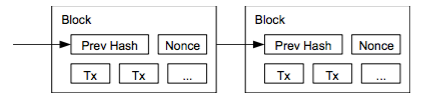 Block Block
Prev Hash Nonce Prev Hash Nonce
Tx Tx ... Tx Tx ...